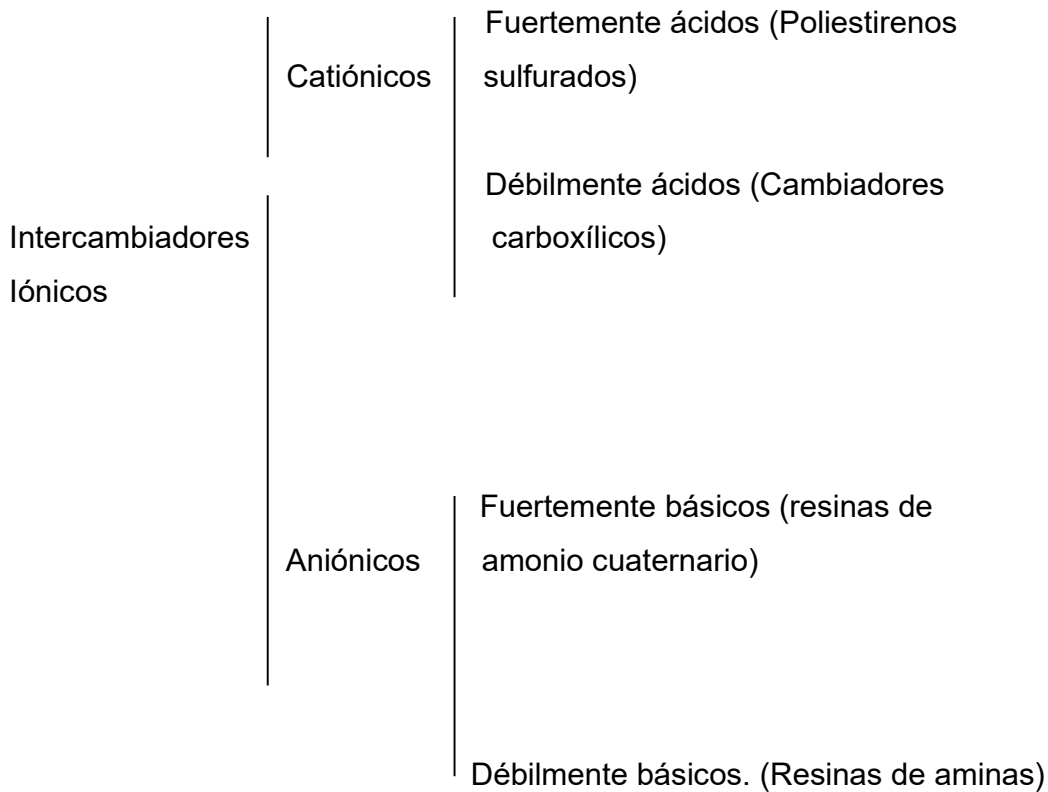 Fuertemente ácidos (Poliestirenos
Catiónicos sulfurados)
Débilmente ácidos (Cambiadores
Intercambiadores carboxílicos)
Iónicos
Fuertemente básicos (resinas de
Aniónicos amonio cuaternario)
Débilmente básicos. (Resinas de aminas)